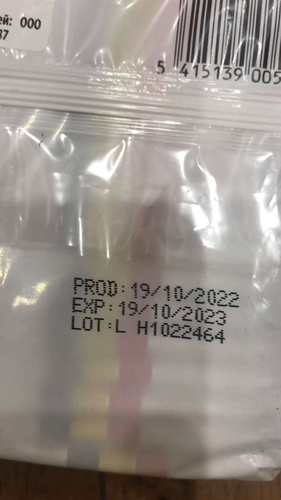 ей: 000
37
5 415139 005
PROD:19/10/2022
EXP:19/10/2023
LOT:L H1022464